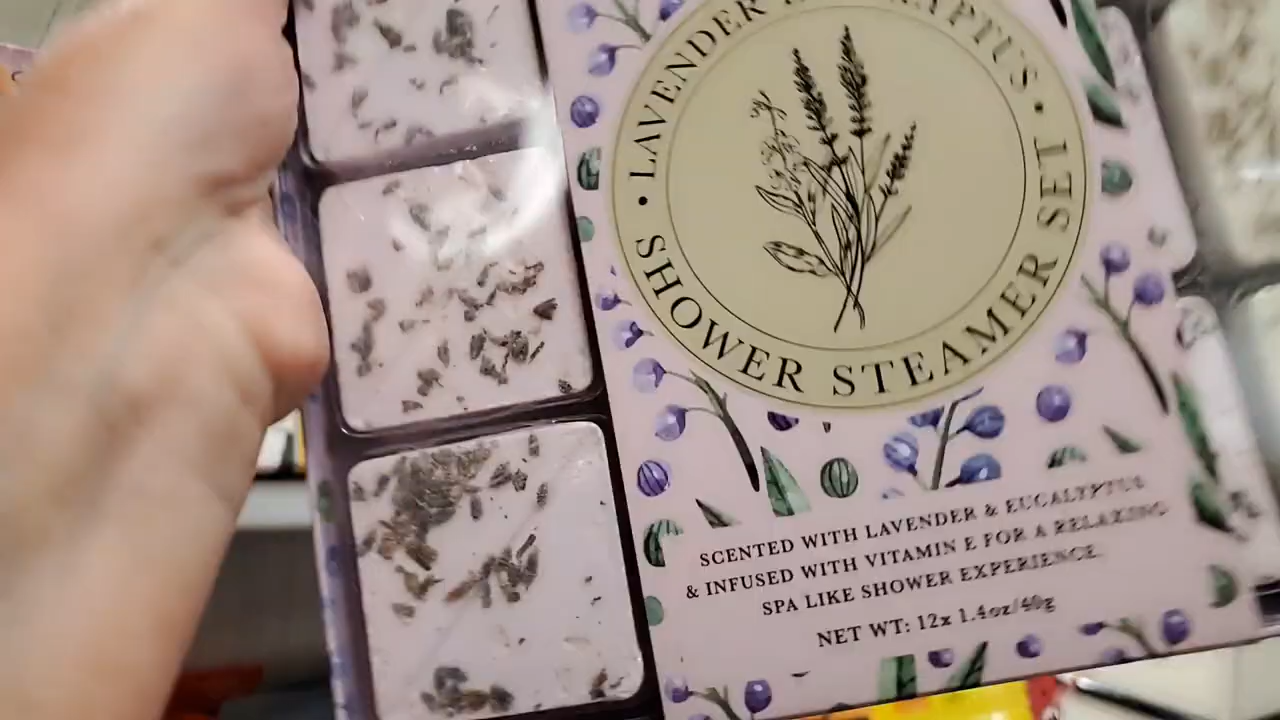 • LAVENDER & EUCALYPTUS •
SHOWER STEAMER SET
SCENTED WITH LAVENDER & EUCALYPTUS
& INFUSED WITH VITAMIN E FOR A RELAXING
SPA LIKE SHOWER EXPERIENCE.
NET WT: 12x 1.4oz/40g